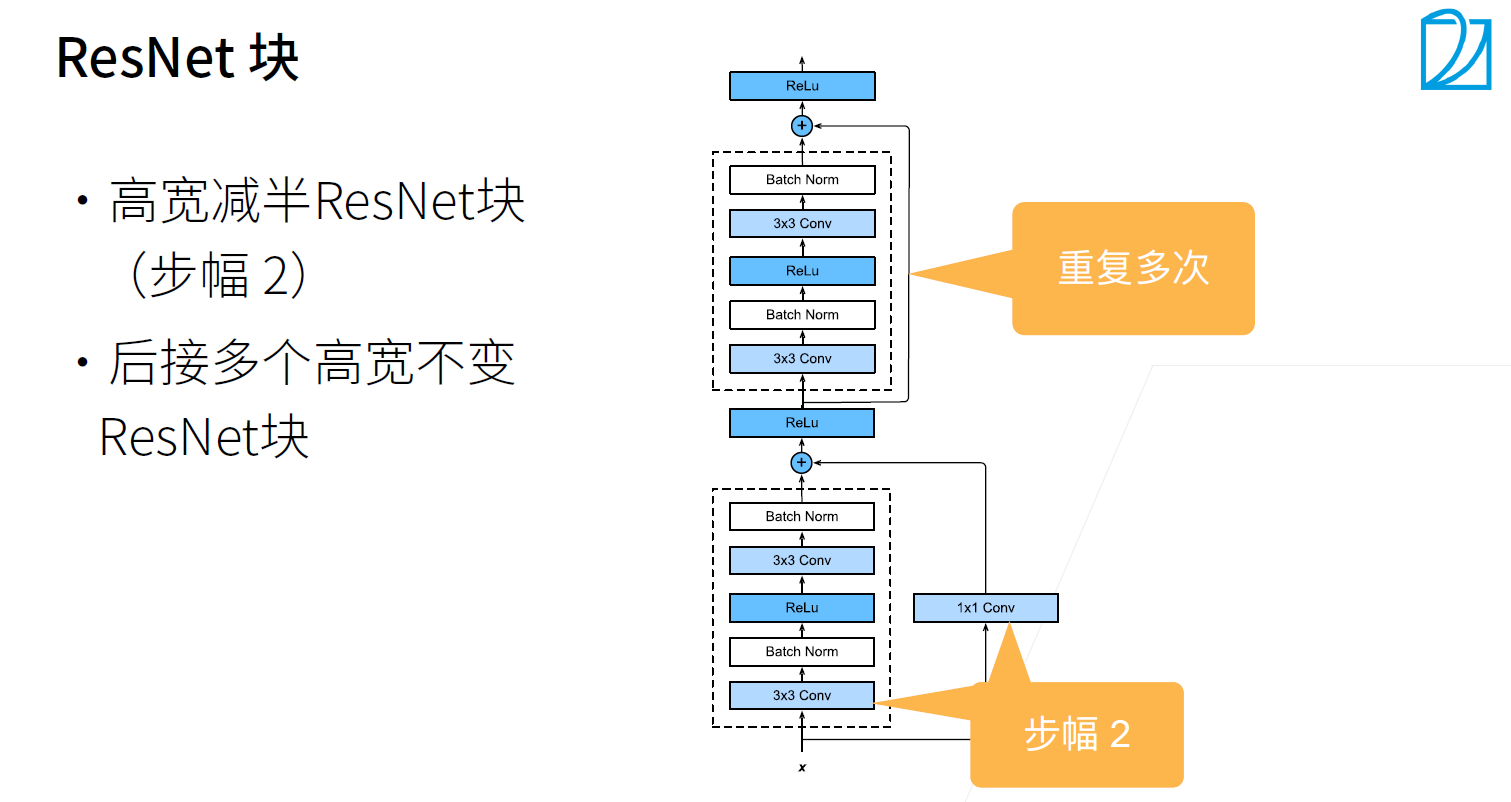 ResNet 块
• 高宽减半ResNet块
（步幅 2）
• 后接多个高宽不变
ResNet块
ReLu
+
Batch Norm
3x3 Conv
ReLu
Batch Norm
3x3 Conv
重复多次
ReLu
+
Batch Norm
3x3 Conv
ReLu
1x1 Conv
Batch Norm
3x3 Conv
步幅 2
x